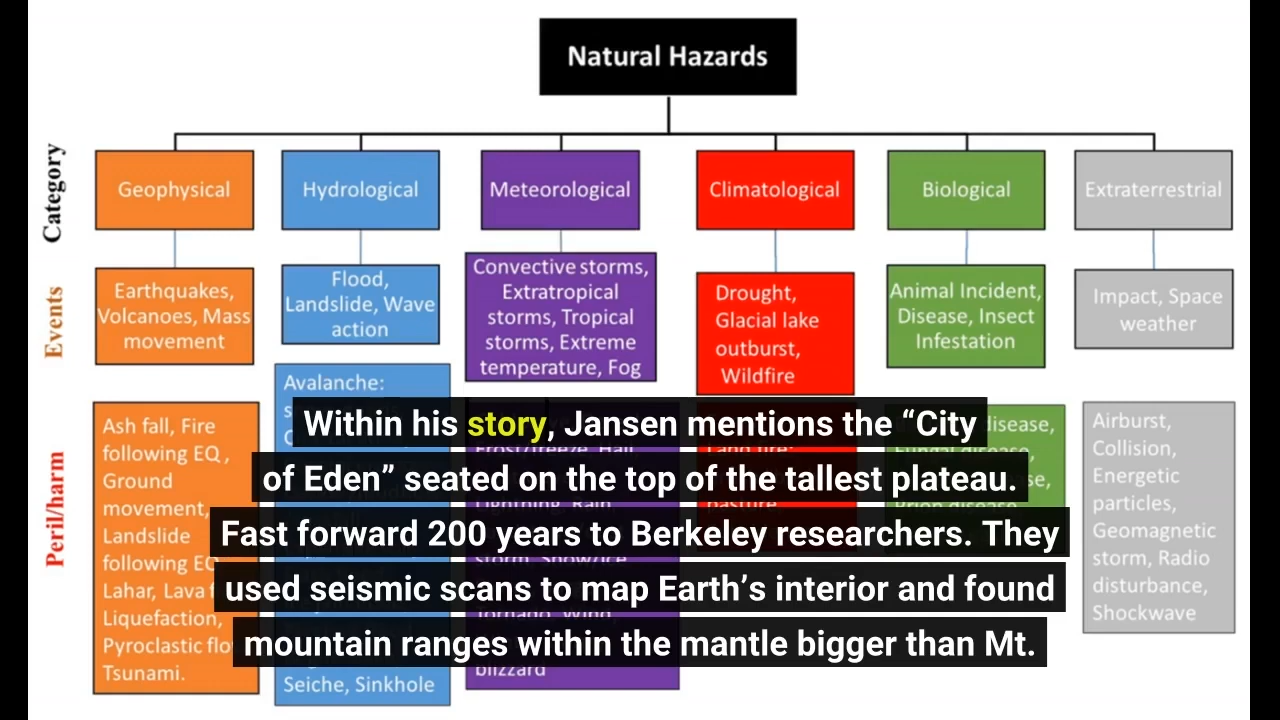 Natural Hazards
Category
Geophysical
Hydrological
Meteorological
Climatological
Biological
Extraterrestrial
Events
Earthquakes,
Volcanoes, Mass
movement
Flood,
Landslide, Wave
action
Convective storms,
Extratropical
storms, Tropical
storms, Extreme
temperature, Fog
Drought,
Glacial lake
outburst,
Wildfire
Animal Incident,
Disease, Insect
Infestation
Impact, Space
weather
Peril/harm
Ash fall, Fire
following EQ,
Ground
movement,
Landslide
following EQ
Lahar, Lava
Liquefaction,
Pyroclastic
Tsunami.
Avalanche:
Seiche, Sinkhole
blizzard
disease,
Airburst,
Collision,
Energetic
particles,
Geomagnetic
storm, Radio
disturbance,
Shockwave
Within his story, Jansen mentions the “City
of Eden” seated on the top of the tallest plateau.
Fast forward 200 years to Berkeley researchers. They
used seismic scans to map Earth’s interior and found
mountain ranges within the mantle bigger than Mt.